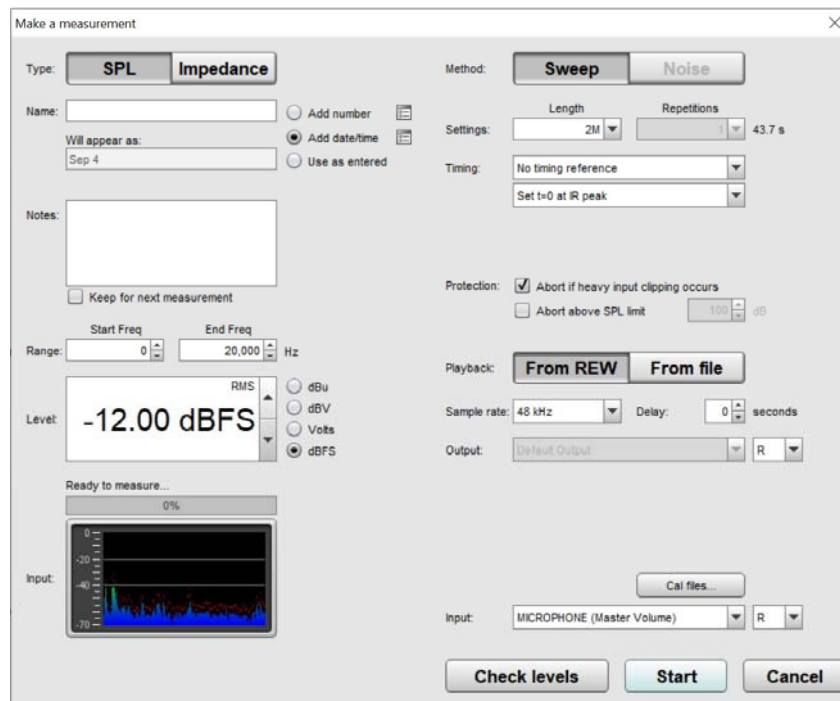 Make a measurement
Type: SPL Impedance
Name:
Add number
Will appear as:
Add date/time
Sep 4
Use as entered
Notes:
Keep for next measurement
Start Freq End Freq
Range: 0 20,000 Hz
RMS
Level: -12.00 dBFS
dBu
dBV
Volts
dBFS
Ready to measure...
0%
Input:
0
-20
-40
-70
Method: Sweep Noise
Length Repetitions
Settings: 2M 1 43.7 s
Timing: No timing reference
Set t=0 at IR peak
Protection: Abort if heavy input clipping occurs
Abort above SPL limit 100 dB
Playback: From REW From file
Sample rate: 48 kHz Delay: 0 seconds
Output: Default Output R
Cal files...
Input: MICROPHONE (Master Volume) R
Check levels Start Cancel